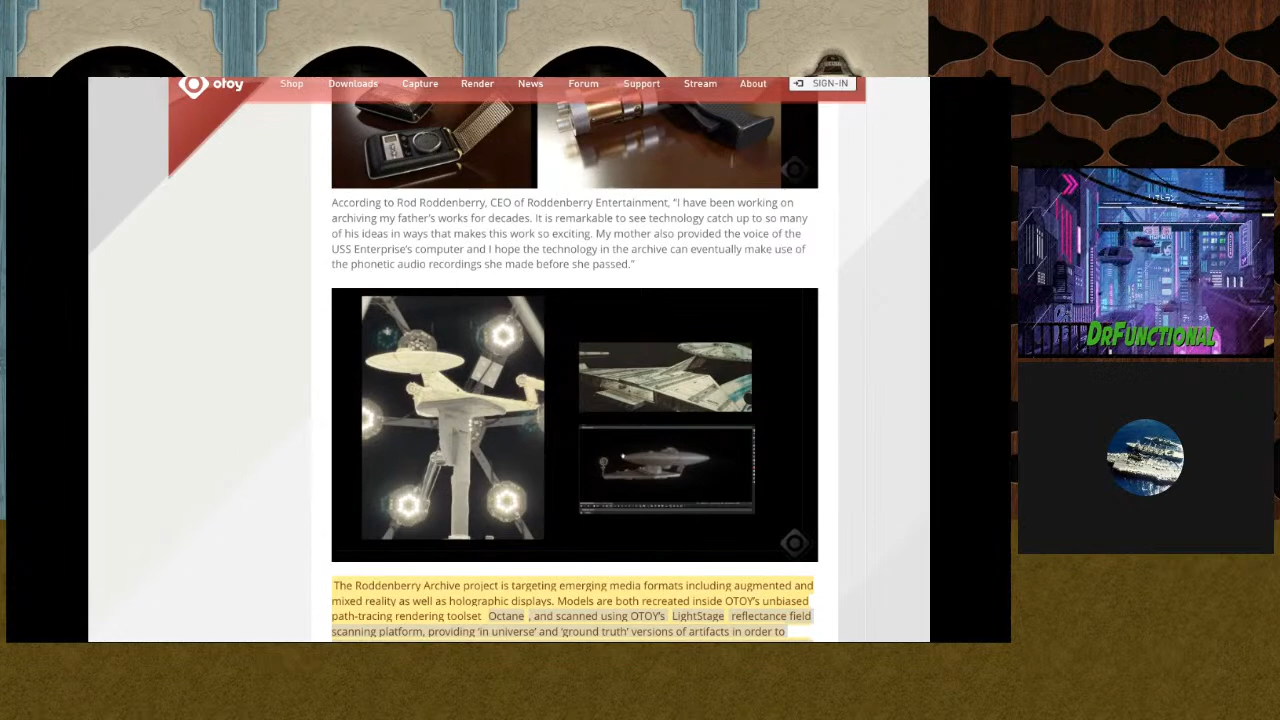 otoy
Shop Downloads Capture Render News Forum Support Stream About SIGN-IN
According to Rod Roddenberry, CEO of Roddenberry Entertainment, “I have been working on
archiving my father’s works for decades. It is remarkable to see technology catch up to so many
of his ideas in ways that makes this work so exciting. My mother also provided the voice of the
USS Enterprise’s computer and I hope the technology in the archive can eventually make use of
the phonetic audio recordings she made before she passed.”
DRFUNCTIONAL
The Roddenberry Archive project is targeting emerging media formats including augmented and
mixed reality as well as holographic displays. Models are both recreated inside OTOY’s unbiased
path-tracing rendering toolset Octane , and scanned using OTOY’s LightStage reflectance field
scanning platform, providing ‘in universe’ and ‘ground truth’ versions of artifacts in order to